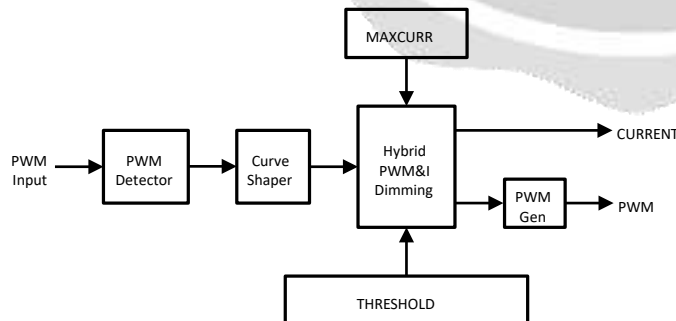 MAXCURR
PWM
Input
PWM
Detector
Curve
Shaper
Hybrid
PWM&I
Dimming
CURRENT
PWM
Gen
PWM
THRESHOLD